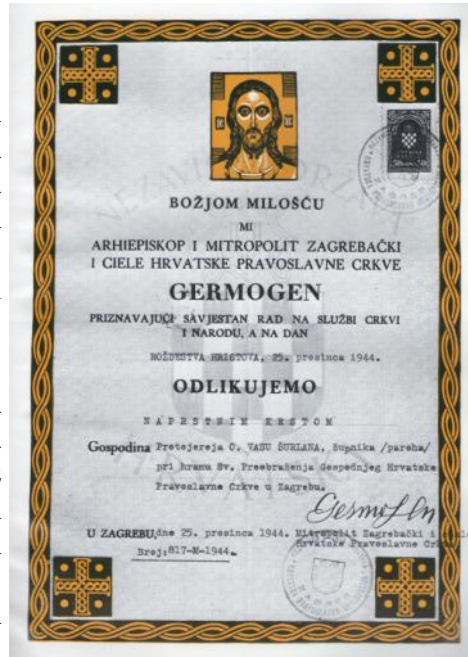 BOŽJOM MILOŠĆU
MI
ARHIEPISKOP I MITROPOLIT ZAGREBAČKI
I CIELE HRVATSKE PRAVOSLAVNE CRKVE
GERMOGEN
PRIZNAVAJUĆI SAVJESTAN RAD NA SLUŽBI CRKVI
I NARODU, A NA DAN
ROŽDESTVA HRISTOVA, 25. prosinca 1944.
ODLIKUJEMO
NAPRSTNIM KRSTOM
Gospodina Protojereja O. VASU ŠURLANA, župnika /paroha/
pri hramu Sv. Preobraženja Gospodnjeg Hrvatske
Pravoslavne Crkve u Zagrebu.
U ZAGREBU, dne 25. prosinca 1944. Mitropolit Zagrebački i
Hrvatske Pravoslavne
Broj: 817-M-1944.